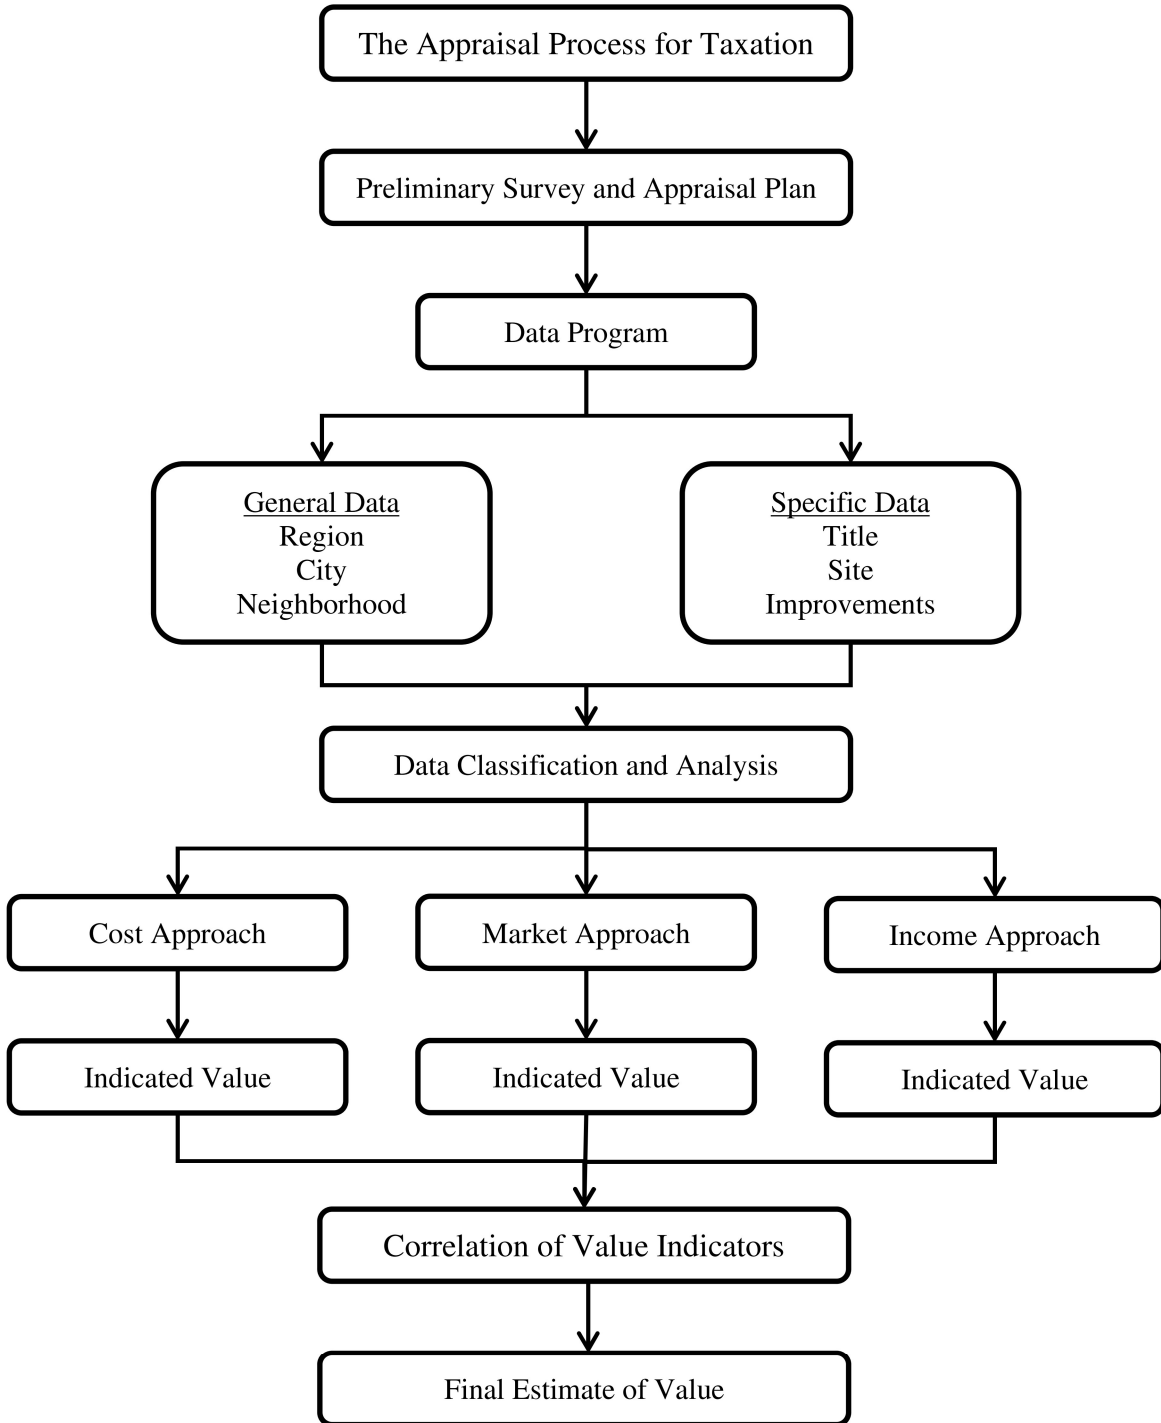 The Appraisal Process for Taxation
Preliminary Survey and Appraisal Plan
Data Program
General Data
Region
City
Neighborhood
Specific Data
Title
Site
Improvements
Data Classification and Analysis
Cost Approach
Market Approach
Income Approach
Indicated Value
Indicated Value
Indicated Value
Correlation of Value Indicators
Final Estimate of Value